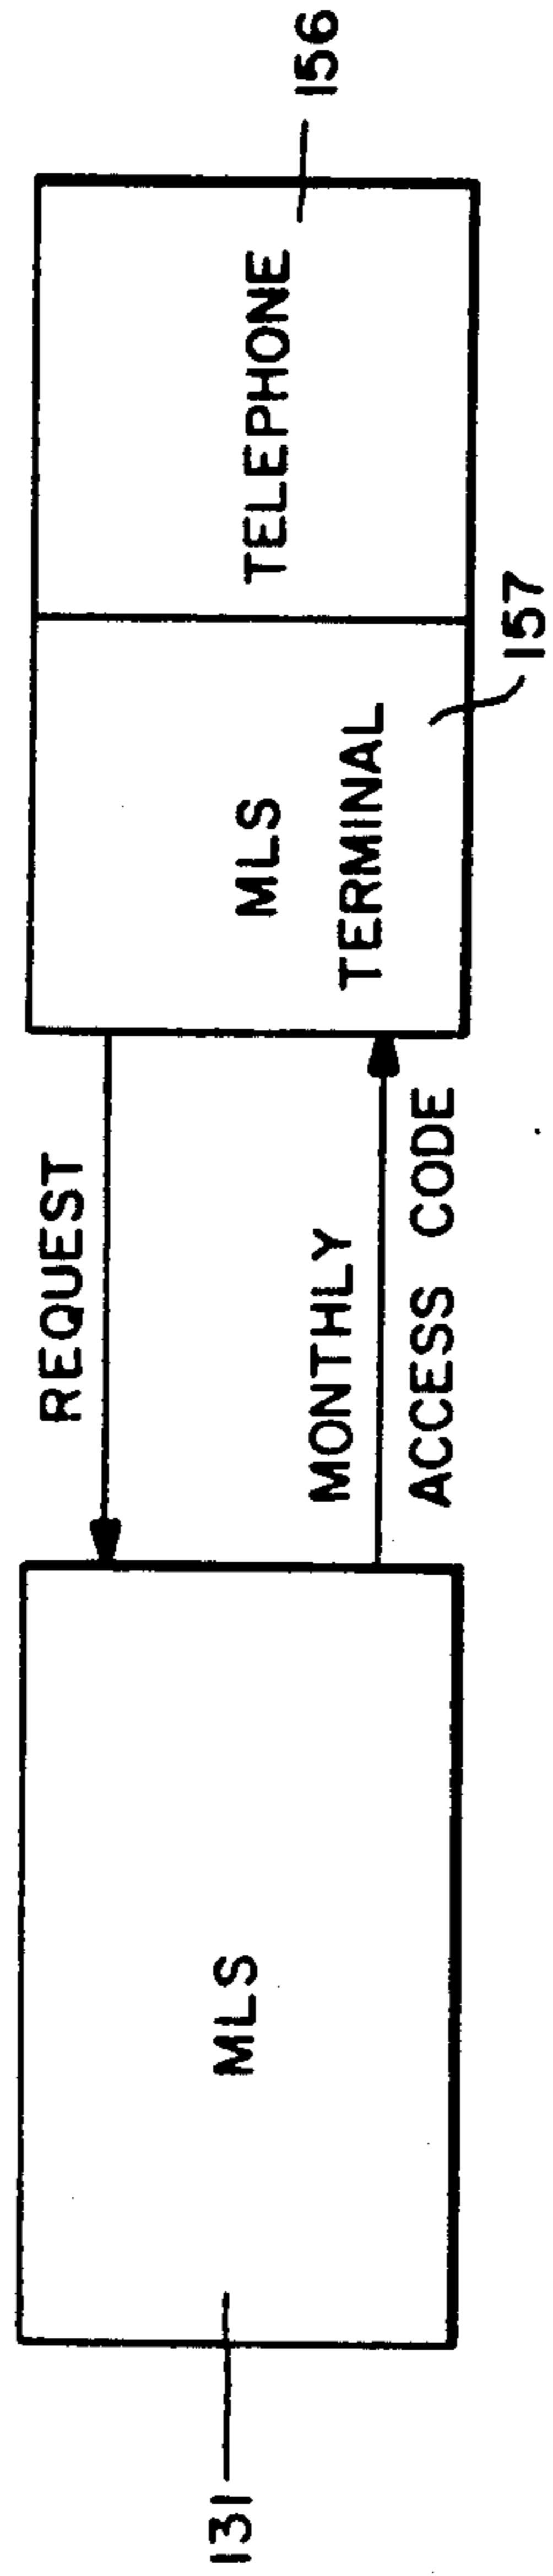 131
MLS
REQUEST
MONTHLY
ACCESS CODE
MLS
TERMINAL
157
TELEPHONE
156